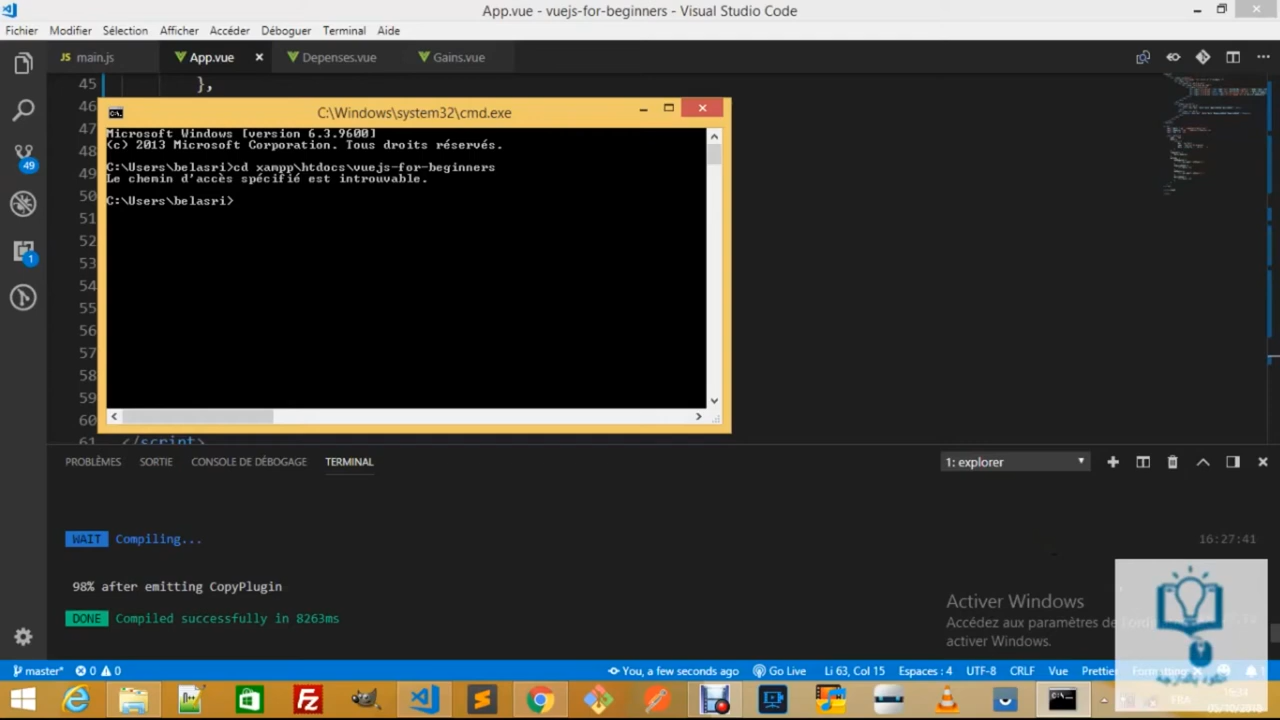 App.vue - vuejs-for-beginners - Visual Studio Code
Fichier Modifier Sélection Afficher Accéder Déboguer Terminal Aide
JS main.js
App.vue
Depenses.vue
Gains.vue
45
},
46
47
48
49
50
51
52
53
54
55
56
57
58
59
60
61
</script>
C:\Windows\system32\cmd.exe
Microsoft Windows [version 6.3.9600]
(c) 2013 Microsoft Corporation. Tous droits réservés.
C:\Users\belasri>cd xampp\htdocs\vuejs-for-beginners
Le chemin d'accès spécifié est introuvable.
C:\Users\belasri>
49
1
PROBLÈMES SORTIE CONSOLE DE DÉBOGAGE TERMINAL
1: explorer
WAIT Compiling...
16:27:41
98% after emitting CopyPlugin
DONE Compiled successfully in 8263ms
Activer Windows
Accédez aux paramètres de
activer Windows.
master* 0 0
You, a few seconds ago Go Live Li 63, Col 15 Espaces : 4 UTF-8 CRLF Vue 1
FRA